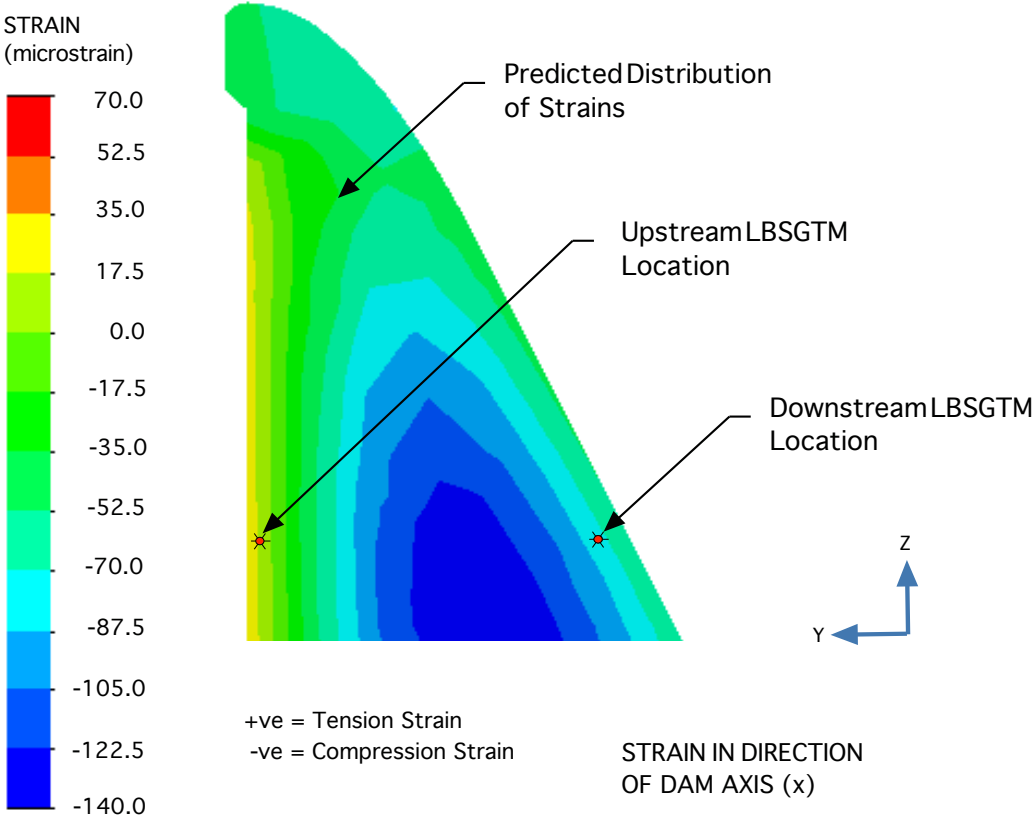 STRAIN
(microstrain)
70.0
52.5
35.0
17.5
0.0
-17.5
-35.0
-52.5
-70.0
-87.5
-105.0
-122.5
-140.0
Predicted Distribution
of Strains
Upstream LBSGTM
Location
Downstream LBSGTM
Location
Z
Y
+ve = Tension Strain
-ve = Compression Strain
STRAIN IN DIRECTION
OF DAM AXIS (x)